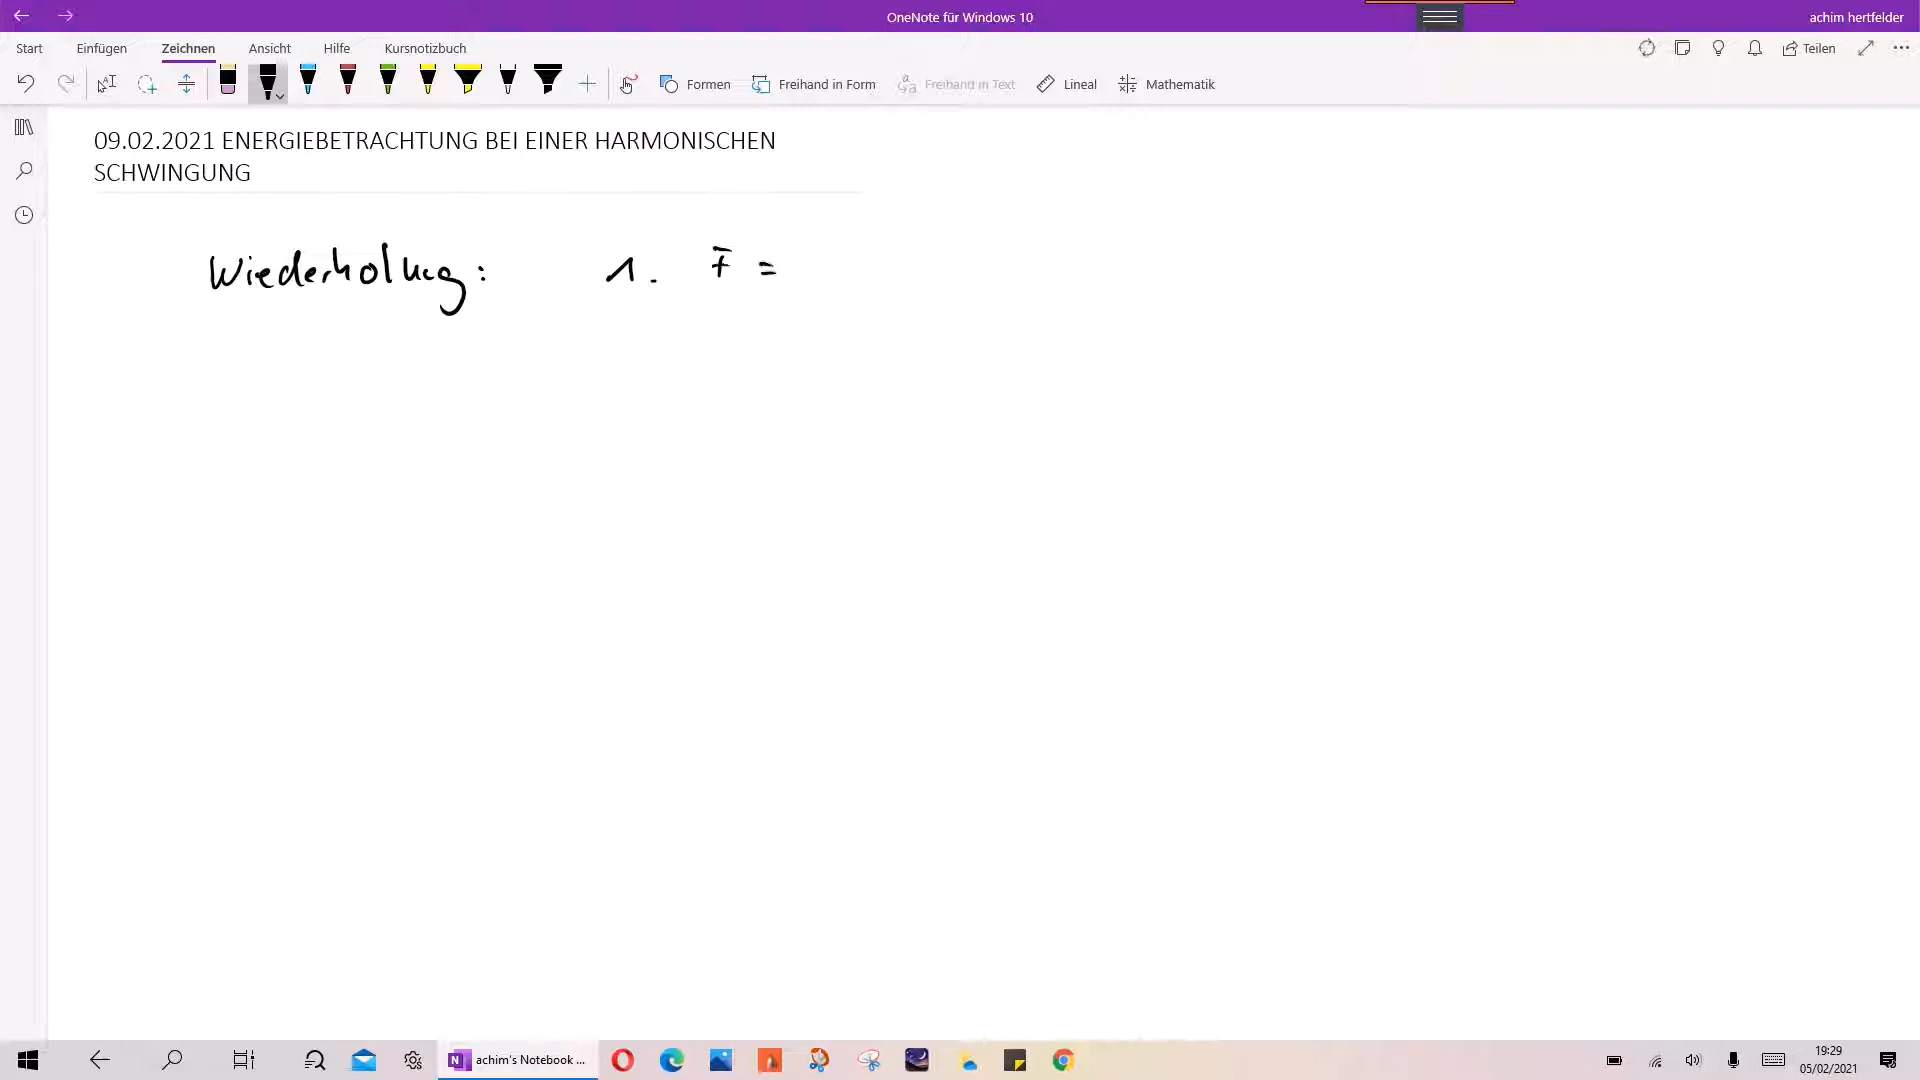 OneNote für Windows 10
achim hertfelder
Start Einfügen Zeichnen Ansicht Hilfe Kursnotizbuch
Teilen
Formen Freihand in Form Freihand in Text Lineal Mathematik
09.02.2021 ENERGIEBETRACHTUNG BEI EINER HARMONISCHEN
SCHWINGUNG
Wiederholung: 1. F =
achim's Notebook ...
19:29
05/02/2021